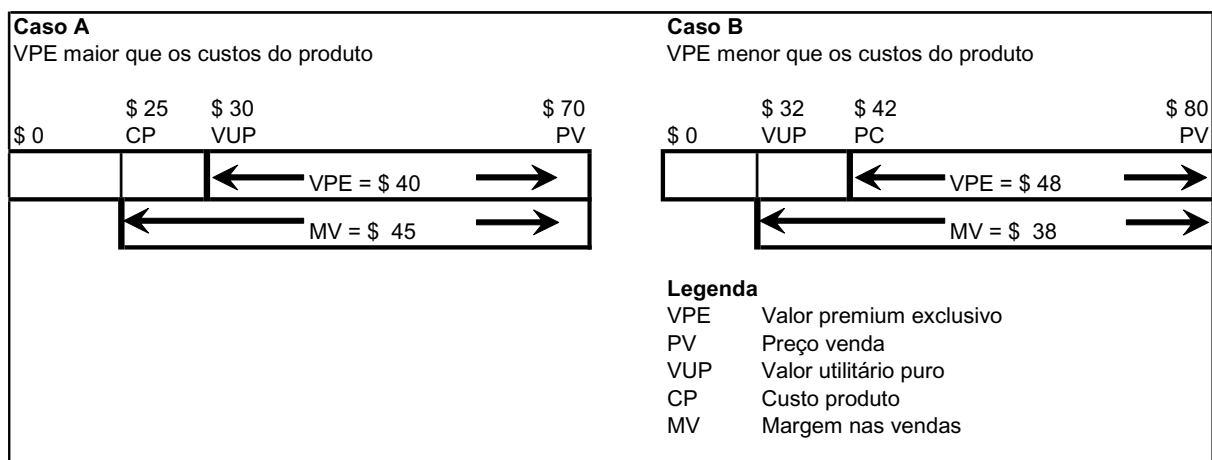 Caso A
VPE maior que os custos do produto
$ 25 $ 30 $ 70
$ 0 CP VUP PV
VPE = $ 40
MV = $ 45
Caso B
VPE menor que os custos do produto
$ 32 $ 42 $ 80
$ 0 VUP PC PV
VPE = $ 48
MV = $ 38
Legenda
VPE Valor premium exclusivo
PV Preço venda
VUP Valor utilitário puro
CP Custo produto
MV Margem nas vendas